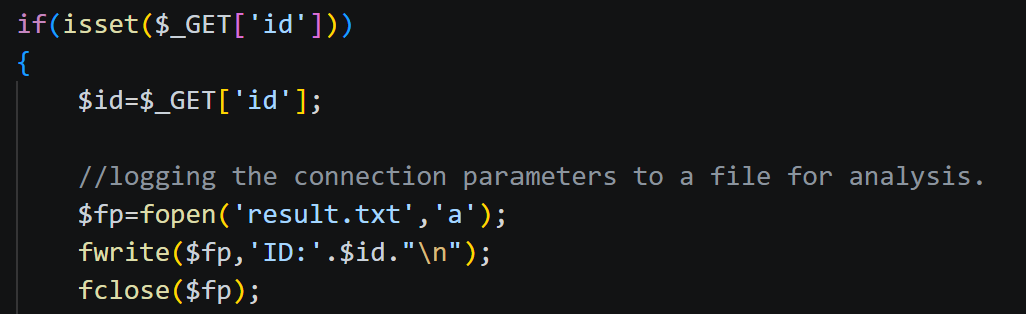 if(isset($_GET['id']))
{
$id=$_GET['id'];
//logging the connection parameters to a file for analysis.
$fp=fopen('result.txt','a');
fwrite($fp,'ID:'.$id."\n");
fclose($fp);